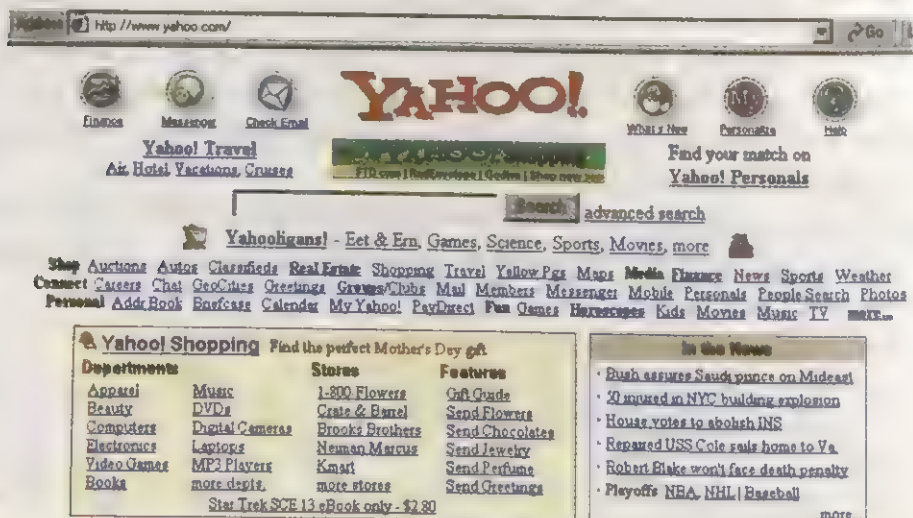 Address http://www.yahoo.com/ Go
YAHOO!
Finance Messenger Check Email What's New Personalize Help
Yahoo! Travel
Air, Hotel, Vacations, Cruises
FTD.com | RedEnvelope | Godiva | Shop now
Find your match on
Yahoo! Personals
Search advanced search
Yahooligans! - Eet & Ern, Games, Science, Sports, Movies, more
Shop Auctions Autos Classifieds Real Estate Shopping Travel Yellow Pgs Maps Media Finance News Sports Weather
Connect Careers Chat GeoCities Greetings Groups/Clubs Mail Members Messenger Mobile Personals People Search Photos
Personal Addr Book Briefcase Calendar My Yahoo! PayDirect Fun Games Horoscopes Kids Movies Music TV more...
Yahoo! Shopping Find the perfect Mother's Day gift
Departments Stores Features
Apparel Music 1-800 Flowers Gift Guide
Beauty DVDs Crate & Barrel Send Flowers
Computers Digital Cameras Brooks Brothers Send Chocolates
Electronics Laptops Neiman Marcus Send Jewelry
Video Games MP3 Players Kmart Send Perfume
Books more depts. more stores Send Greetings
Star Trek SCE 13 eBook only - $2.80
In the News
· Bush assures Saudi prince on Mideast
· 50 injured in NYC building explosion
· House votes to abolish INS
· Repaired USS Cole sails home to Va.
· Robert Blake won't face death penalty
· Playoffs NBA, NHL | Baseball
more